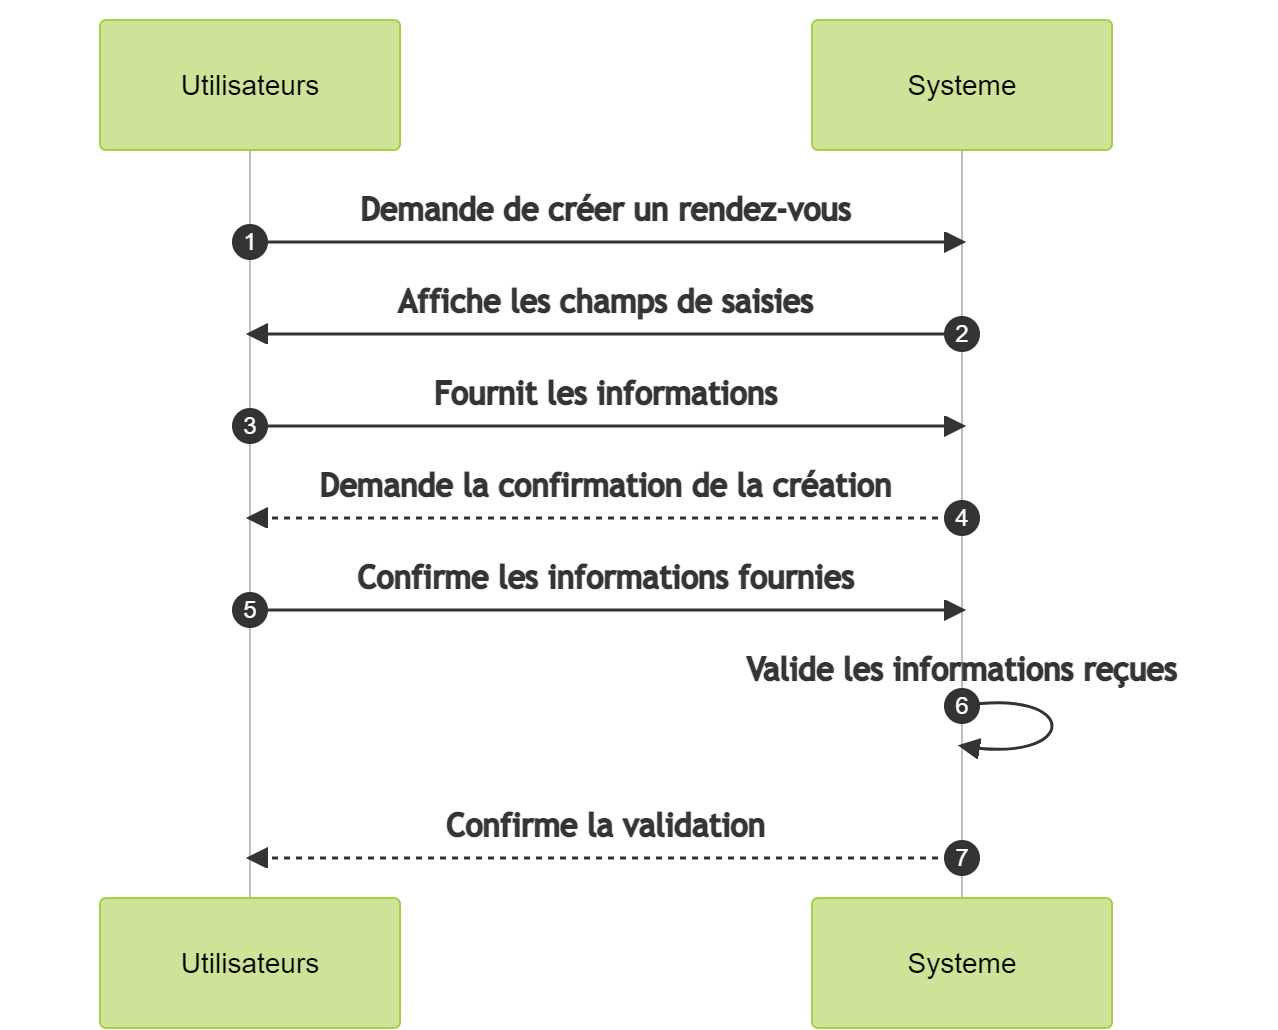 Utilisateurs
Systeme
Demande de créer un rendez-vous
1
Affiche les champs de saisies
2
Fournit les informations
3
Demande la confirmation de la création
4
Confirme les informations fournies
5
Valide les informations reçues
6
Confirme la validation
7
Utilisateurs
Systeme